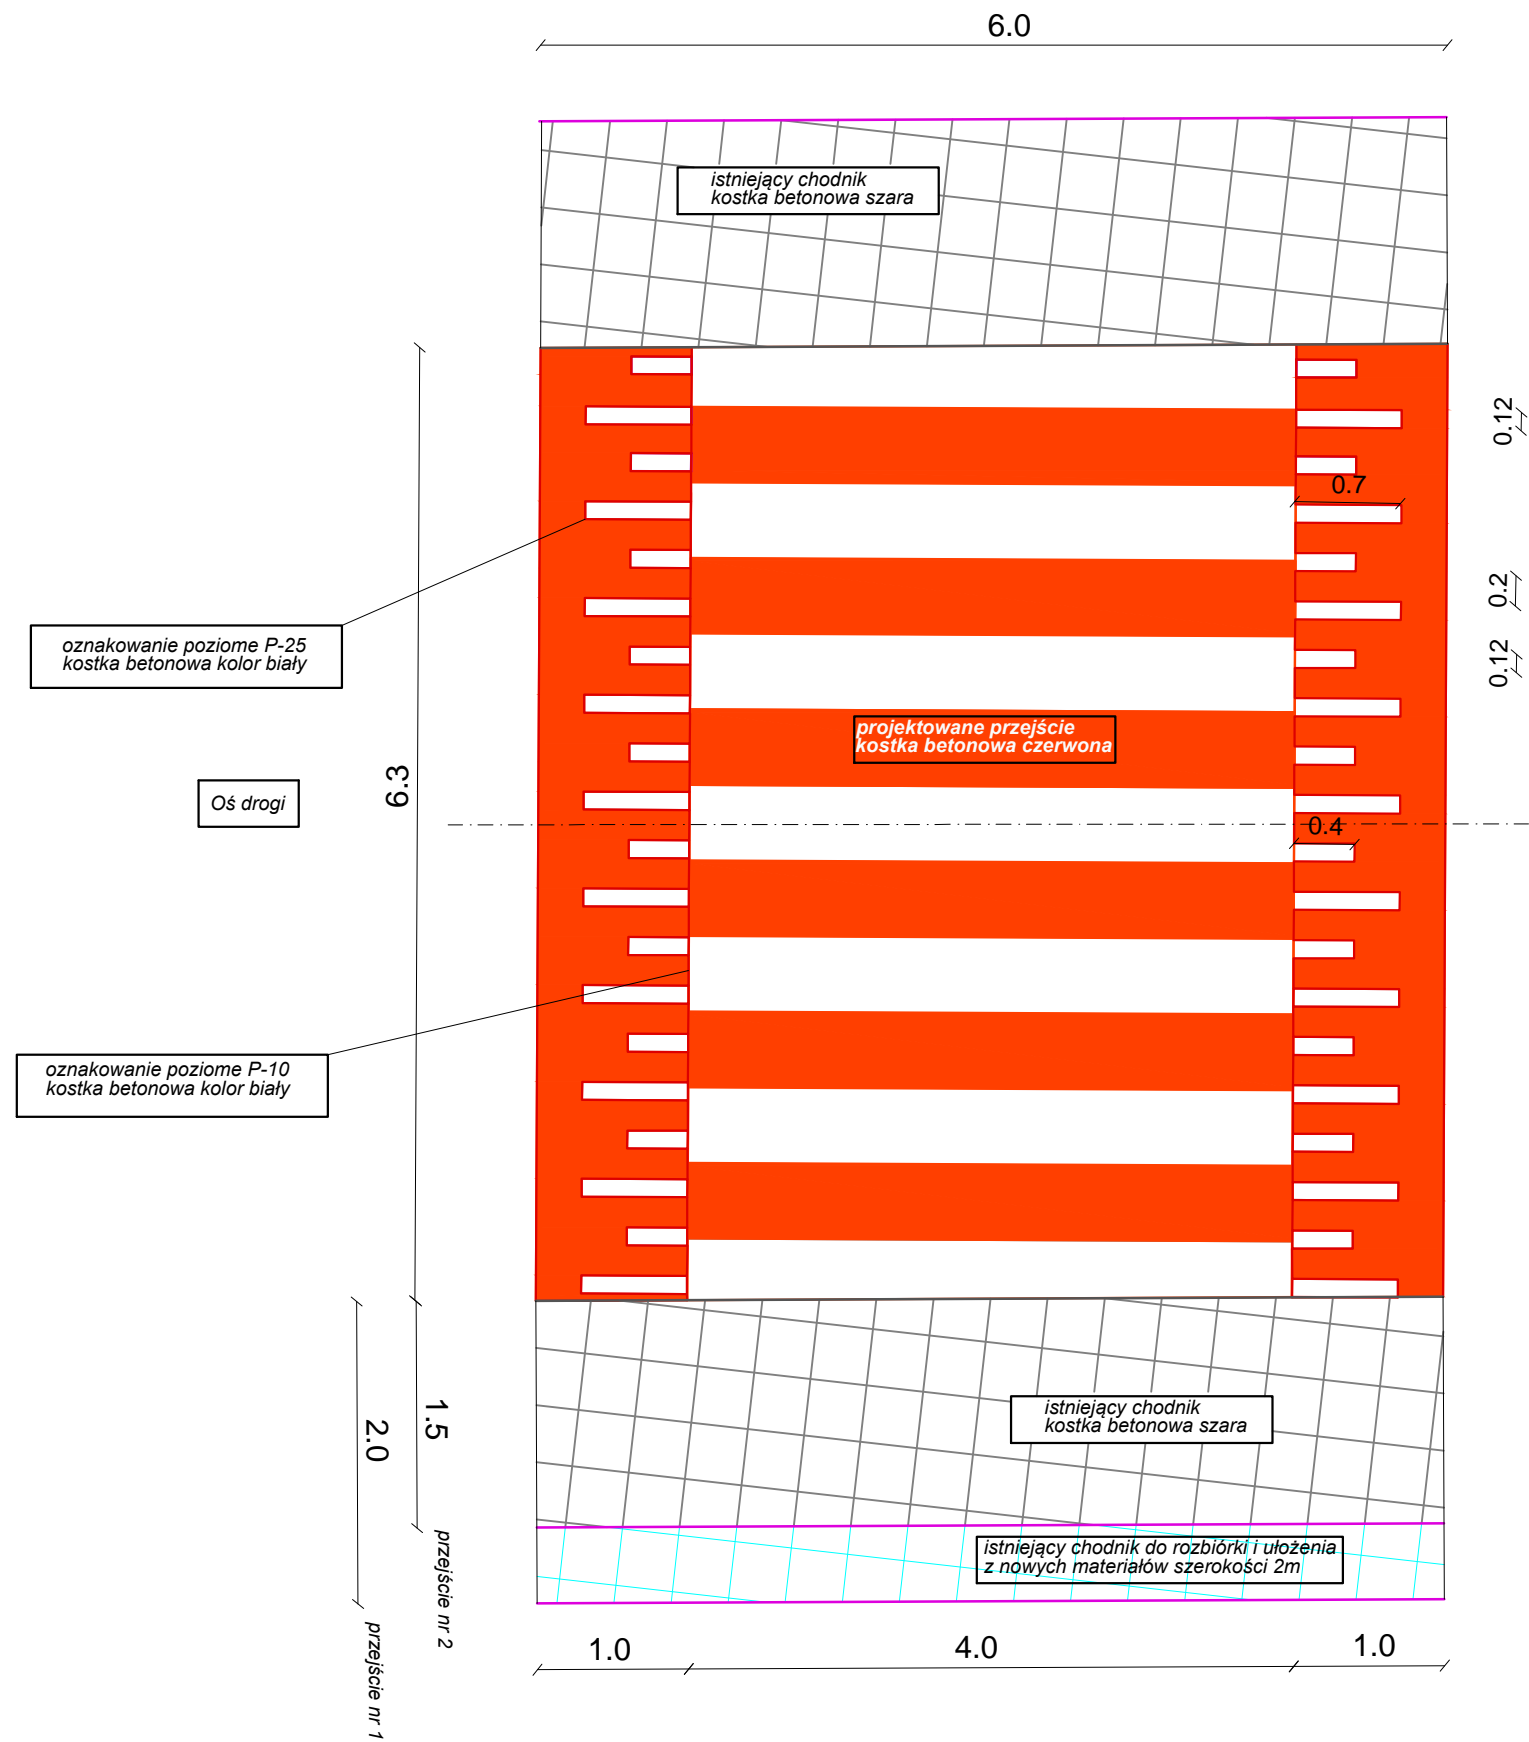 6.0
istniejący chodnik
kostka betonowa szara
0.12
0.7
0.2
oznakowanie poziome P-25
kostka betonowa kolor biały
0.12
projektowane przejście
kostka betonowa czerwona
6.3
Oś drogi
0.4
oznakowanie poziome P-10
kostka betonowa kolor biały
1.5
2.0
istniejący chodnik
kostka betonowa szara
istniejący chodnik do rozbiórki i ułożenia
z nowych materiałów szerokości 2m
przejście nr 2
przejście nr 1
1.0
4.0
1.0